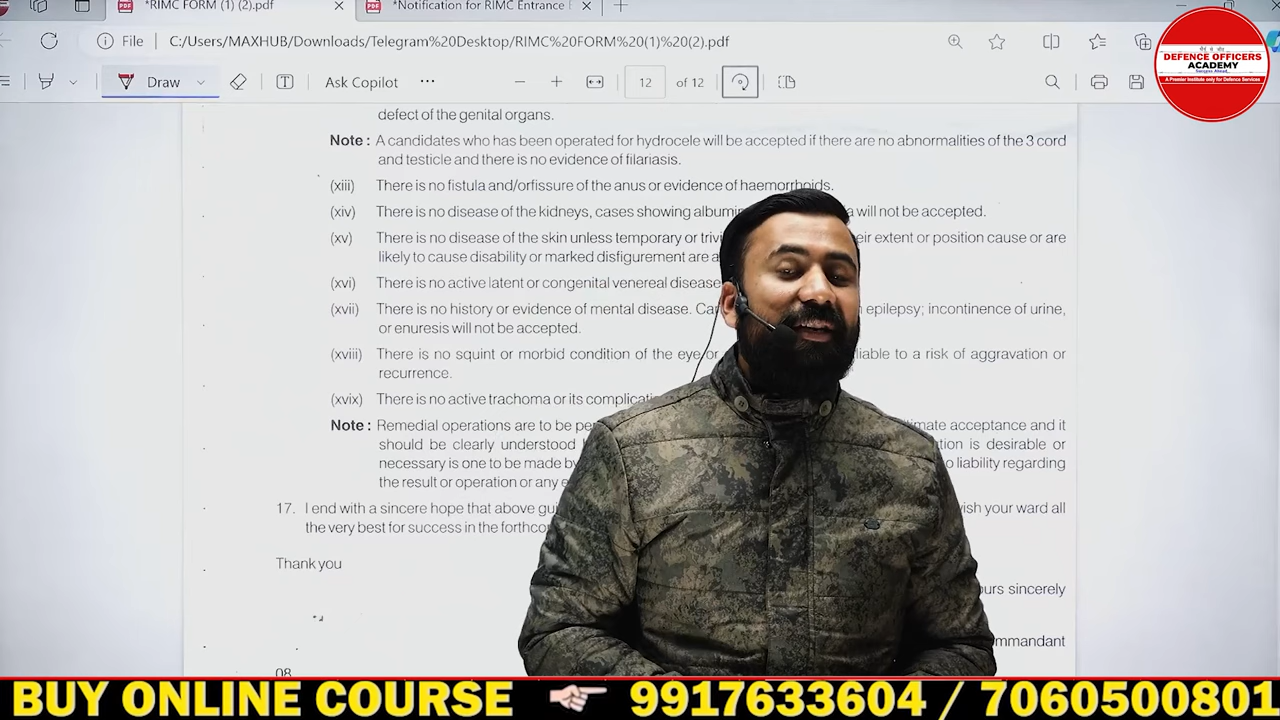 *RIMC FORM (1) (2).pdf
*Notification for RIMC Entrance
File C:/Users/MAXHUB/Downloads/Telegram%20Desktop/RIMC%20FORM%20(1)%20(2).pdf
Draw
Ask Copilot
12 of 12
DEFENCE OFFICERS
ACADEMY
Success Ahead...
A Premier Institute only for Defence Services
defect of the genital organs.
Note : A candidates who has been operated for hydrocele will be accepted if there are no abnormalities of the 3 cord
and testicle and there is no evidence of filariasis.
(xiii) There is no fistula and/orfissure of the anus or evidence of haemorrhoids.
(xiv) There is no disease of the kidneys, cases showing will not be accepted.
(xv) There is no disease of the skin unless temporary or extent or position cause or are
likely to cause disability or marked disfigurement are
(xvi) There is no active latent or congenital venereal disease
(xvii) There is no history or evidence of mental disease. epilepsy; incontinence of urine,
or enuresis will not be accepted.
(xviii) There is no squint or morbid condition of the eye or liable to a risk of aggravation or
recurrence.
(xvix) There is no active trachoma or its
Note : Remedial operations are to be acceptance and it
should be clearly understood is desirable or
necessary is one to be made by no liability regarding
the result or operation or any
17. I end with a sincere hope that above wish your ward all
the very best for success in the
Thank you
sincerely
08
BUY ONLINE COURSE 9917633604 / 7060500801